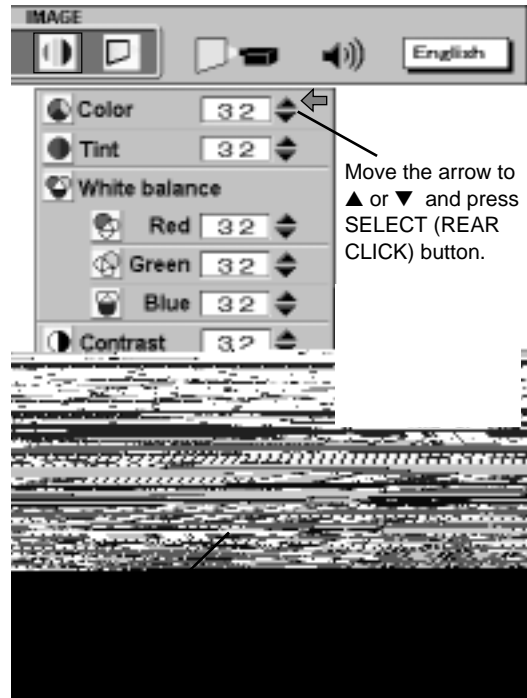 IMAGE
English
Color 32
Tint 32
White balance
Red 32
Green 32
Blue 32
Contrast 32
Move the arrow to
▲ or ▼ and press
SELECT (REAR
CLICK) button.